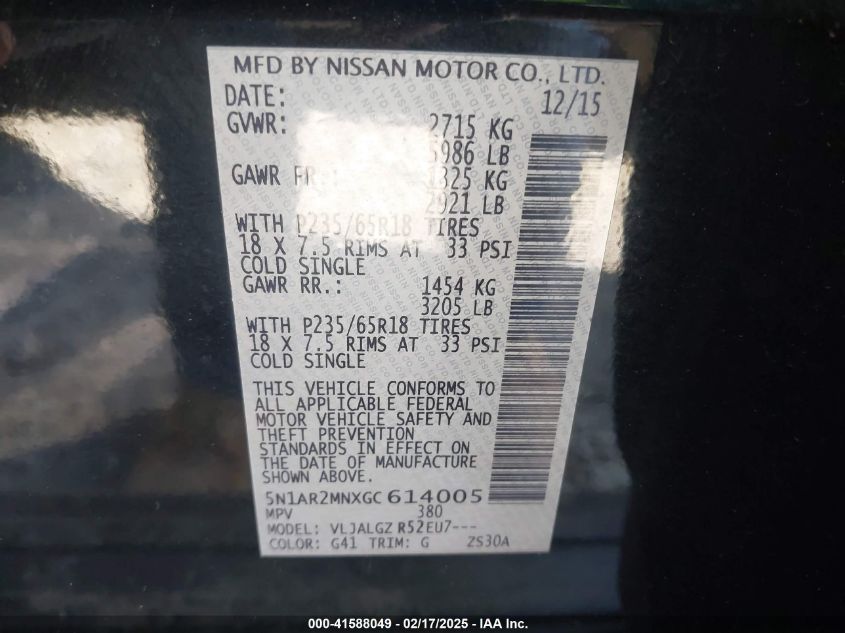 MFD BY NISSAN MOTOR CO., LTD.
DATE: 12/15
GVWR: 2715 KG
5986 LB
GAWR FR.: 1325 KG
2921 LB
WITH P235/65R18 TIRES
18 X 7.5 RIMS AT 33 PSI
COLD SINGLE
GAWR RR.: 1454 KG
3205 LB
WITH P235/65R18 TIRES
18 X 7.5 RIMS AT 33 PSI
COLD SINGLE
THIS VEHICLE CONFORMS TO
ALL APPLICABLE FEDERAL
MOTOR VEHICLE SAFETY AND
THEFT PREVENTION
STANDARDS IN EFFECT ON
THE DATE OF MANUFACTURE
SHOWN ABOVE.
5N1AR2MNXGC614005
MPV 380
MODEL: VLJALGZ R52EU7---
COLOR: G41 TRIM: G ZS30A
000-41588049 — 02/17/2025 - IAA Inc.